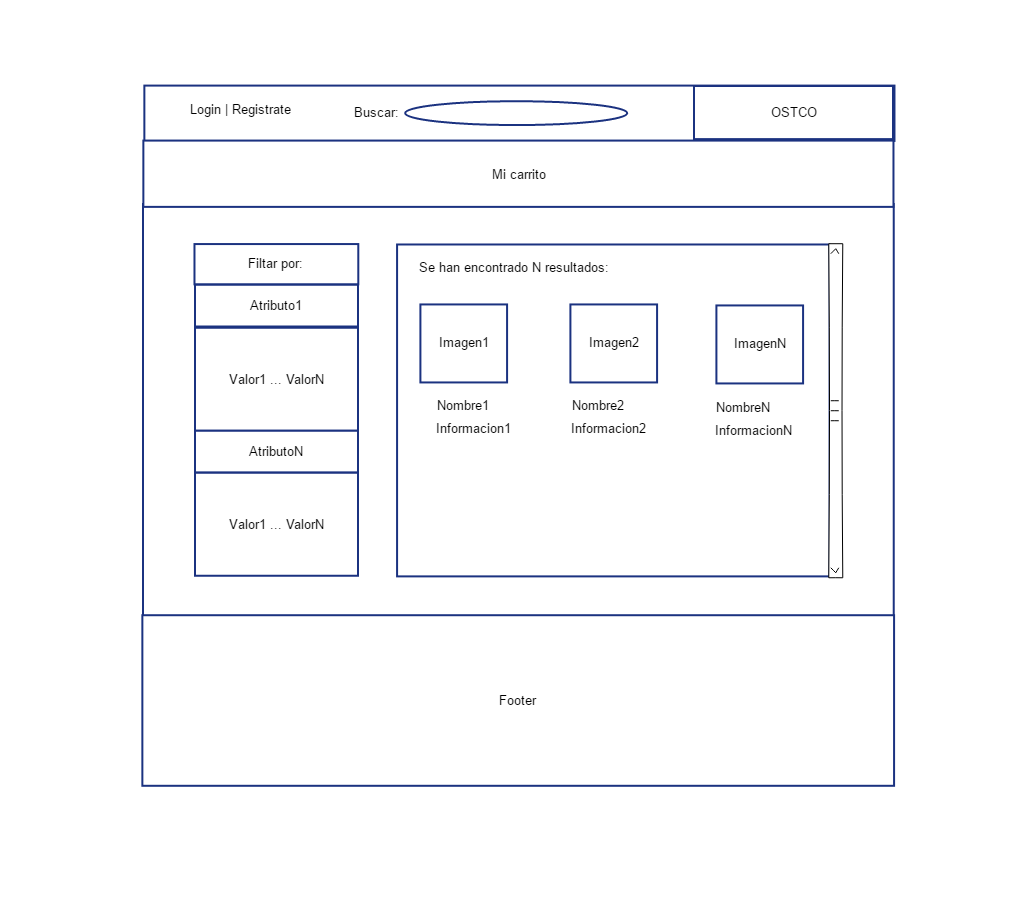 Login | Registrate
Buscar:
OSTCO
Mi carrito
Filtar por:
Atributo1
Valor1 ... ValorN
AtributoN
Valor1 ... ValorN
Se han encontrado N resultados:
Imagen1
Imagen2
ImagenN
Nombre1
Informacion1
Nombre2
Informacion2
NombreN
InformacionN
Footer